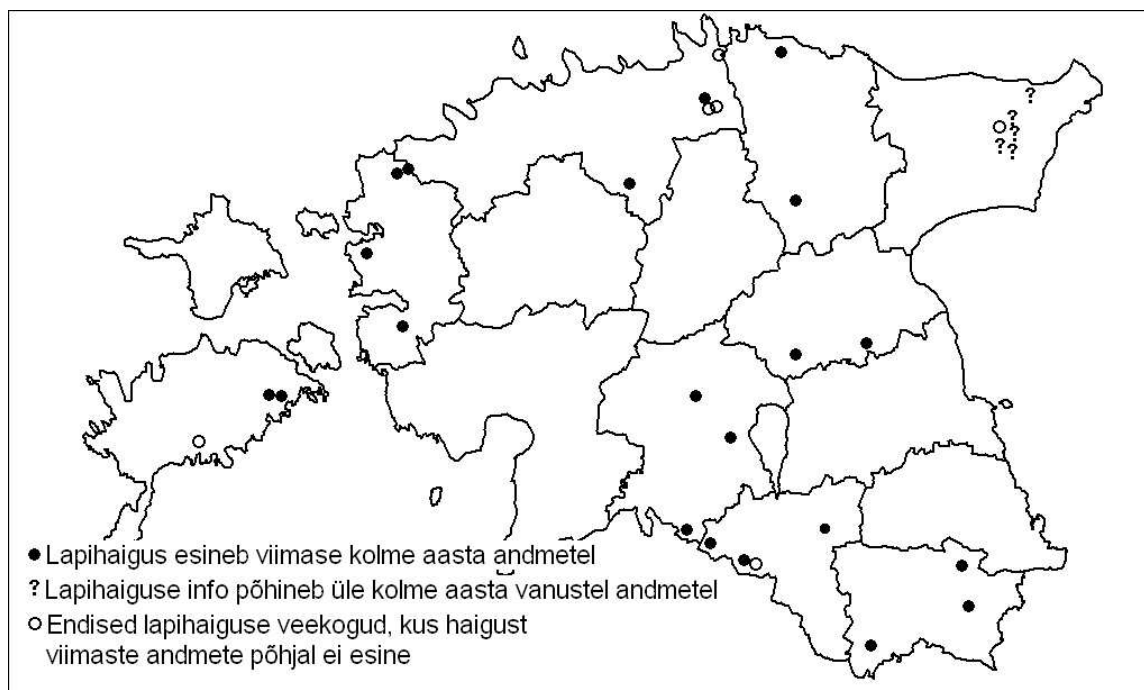 Lapihaigus esineb viimase kolme aasta andmetel
? Lapihaiguse info põhineb üle kolme aasta vanustel andmetel
Endised lapihaiguse veekogud, kus haigust
viimaste andmete põhjal ei esine